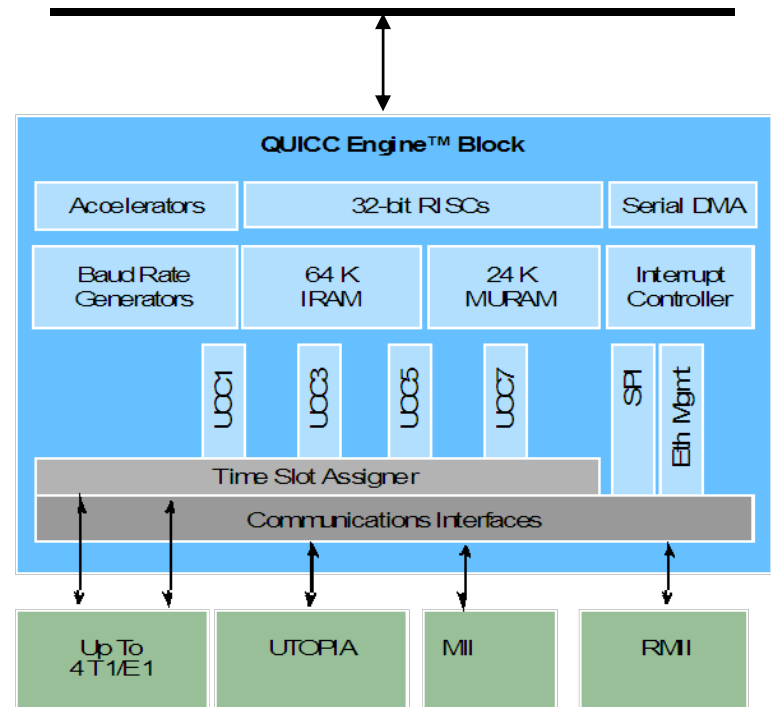 QUICC Engine™ Block
Accelerators
32-bit RISCs
Serial DMA
Baud Rate
Generators
64 K
IRAM
24 K
MURAM
Interrupt
Controller
UCC1
UCC3
UCC5
UCC7
SPI
Eth Mgmt
Time Slot Assigner
Communications Interfaces
Up To
4 T1/E1
UTOPIA
MII
RMII